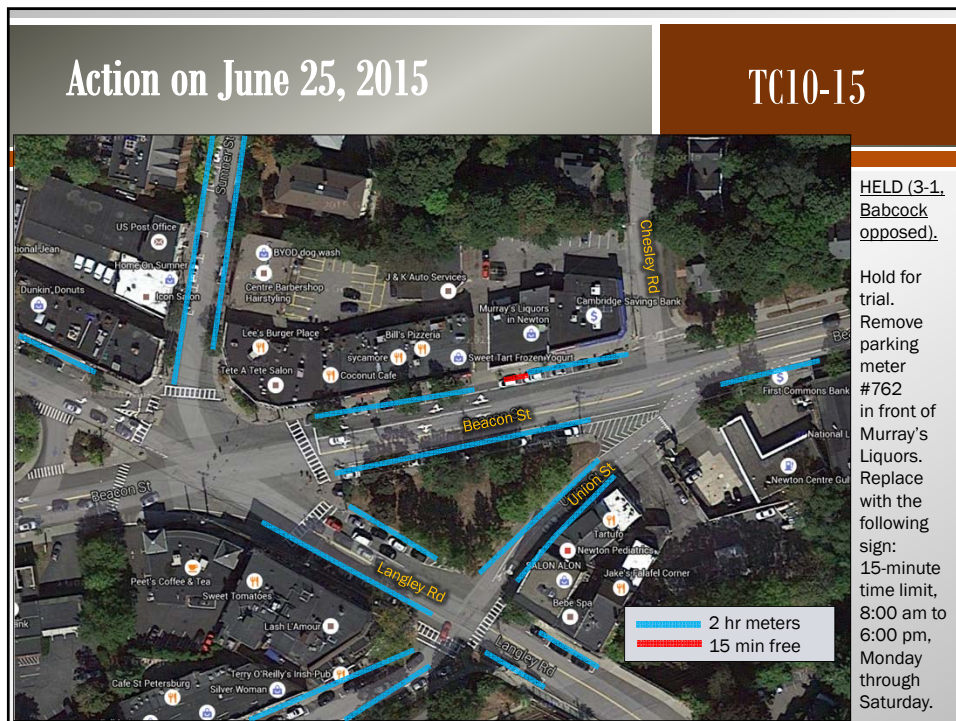 Action on June 25, 2015
TC10-15
HELD (3-1,
Babcock
opposed).
Hold for
trial.
Remove
parking
meter
#762
in front of
Murray's
Liquors.
Replace
with the
following
sign:
15-minute
time limit,
8:00 am to
6:00 pm,
Monday
through
Saturday.
Sumner St
US Post Office
tional Jean
Home On Sumner
Icon Salon
Dunkin' Donuts
BYOD dog wash
Centre Barbershop
Hairstyling
J & K Auto Services
Chesley Rd
Murray's Liquors
in Newton
Cambridge Savings Bank
Lee's Burger Place
Bill's Pizzeria
sycamore
Sweet Tart Frozen Yogurt
Tete A Tete Salon
Coconut Cafe
Bea
First Commons Bank
Beacon St
National L
Newton Centre Gul
Beacon St
Union St
Tartufo
Newton Pediatrics
SALON ALON
Jake's Falafel Corner
Bebe Spa
Peet's Coffee & Tea
Sweet Tomatoes
Langley Rd
Lash L'Amour
ank
Langley Rd
Terry O'Reilly's Irish Pub
Cafe St Petersburg
Silver Woman
2 hr meters
15 min free